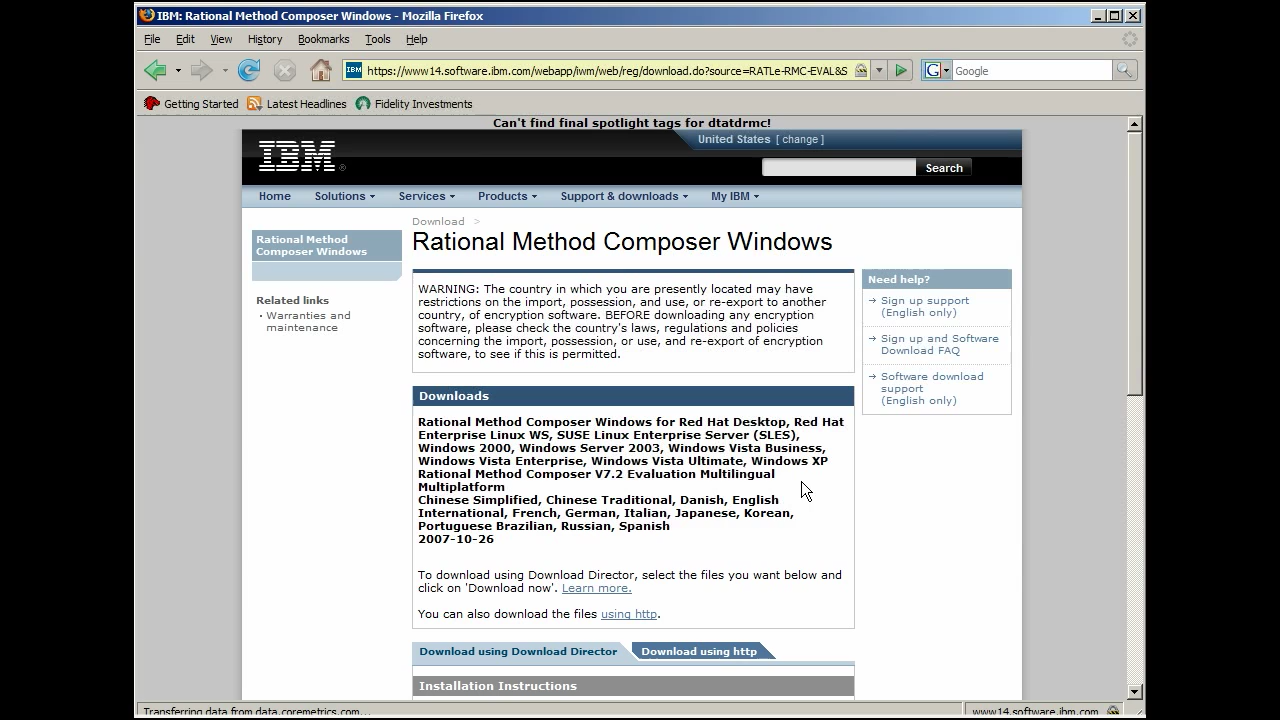 IBM: Rational Method Composer Windows - Mozilla Firefox
File Edit View History Bookmarks Tools Help
IBM https://www14.software.ibm.com/webapp/iwm/web/reg/download.do?source=RATLe-RMC-EVAL&S
G Google
Getting Started Latest Headlines Fidelity Investments
Can't find final spotlight tags for dtatdrmc!
United States [ change ]
IBM®
Search
Home Solutions Services Products Support & downloads My IBM
Rational Method
Composer Windows
Related links
· Warranties and
maintenance
Download >
Rational Method Composer Windows
WARNING: The country in which you are presently located may have
restrictions on the import, possession, and use, or re-export to another
country, of encryption software. BEFORE downloading any encryption
software, please check the country's laws, regulations and policies
concerning the import, possession, or use, and re-export of encryption
software, to see if this is permitted.
Downloads
Rational Method Composer Windows for Red Hat Desktop, Red Hat
Enterprise Linux WS, SUSE Linux Enterprise Server (SLES),
Windows 2000, Windows Server 2003, Windows Vista Business,
Windows Vista Enterprise, Windows Vista Ultimate, Windows XP
Rational Method Composer V7.2 Evaluation Multilingual
Multiplatform
Chinese Simplified, Chinese Traditional, Danish, English
International, French, German, Italian, Japanese, Korean,
Portuguese Brazilian, Russian, Spanish
2007-10-26
To download using Download Director, select the files you want below and
click on 'Download now'. Learn more.
You can also download the files using http.
Download using Download Director Download using http
Installation Instructions
Need help?
Sign up support
(English only)
Sign up and Software
Download FAQ
Software download
support
(English only)
Transferring data from data.coremetrics.com...
www14.software.ibm.com